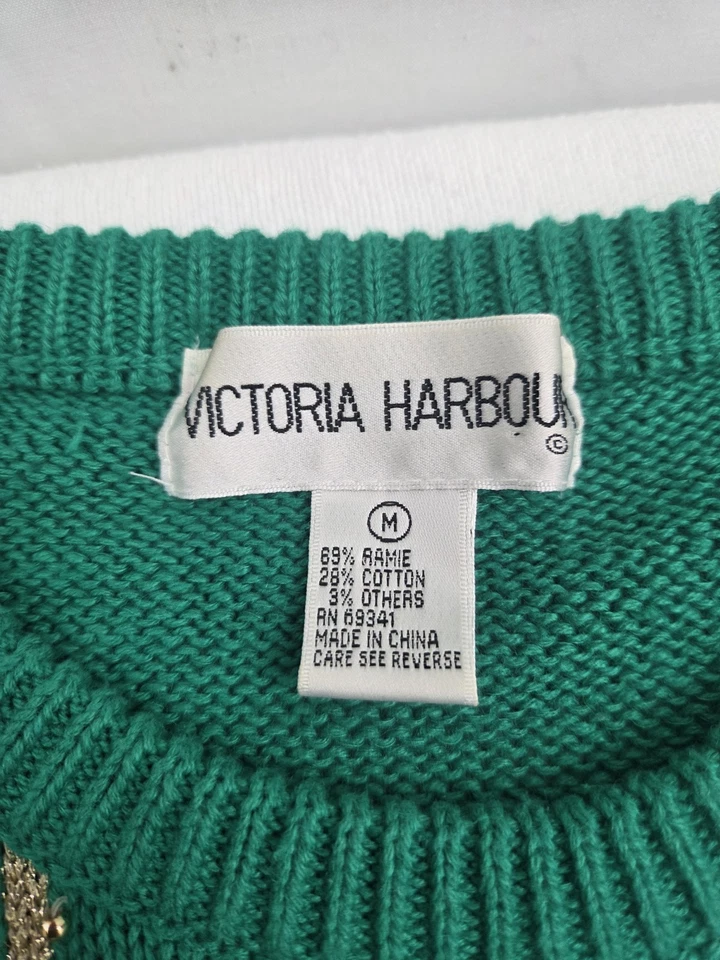 VICTORIA HARBOUR
©
M
69% RAMIE
28% COTTON
3% OTHERS
RN 69341
MADE IN CHINA
CARE SEE REVERSE